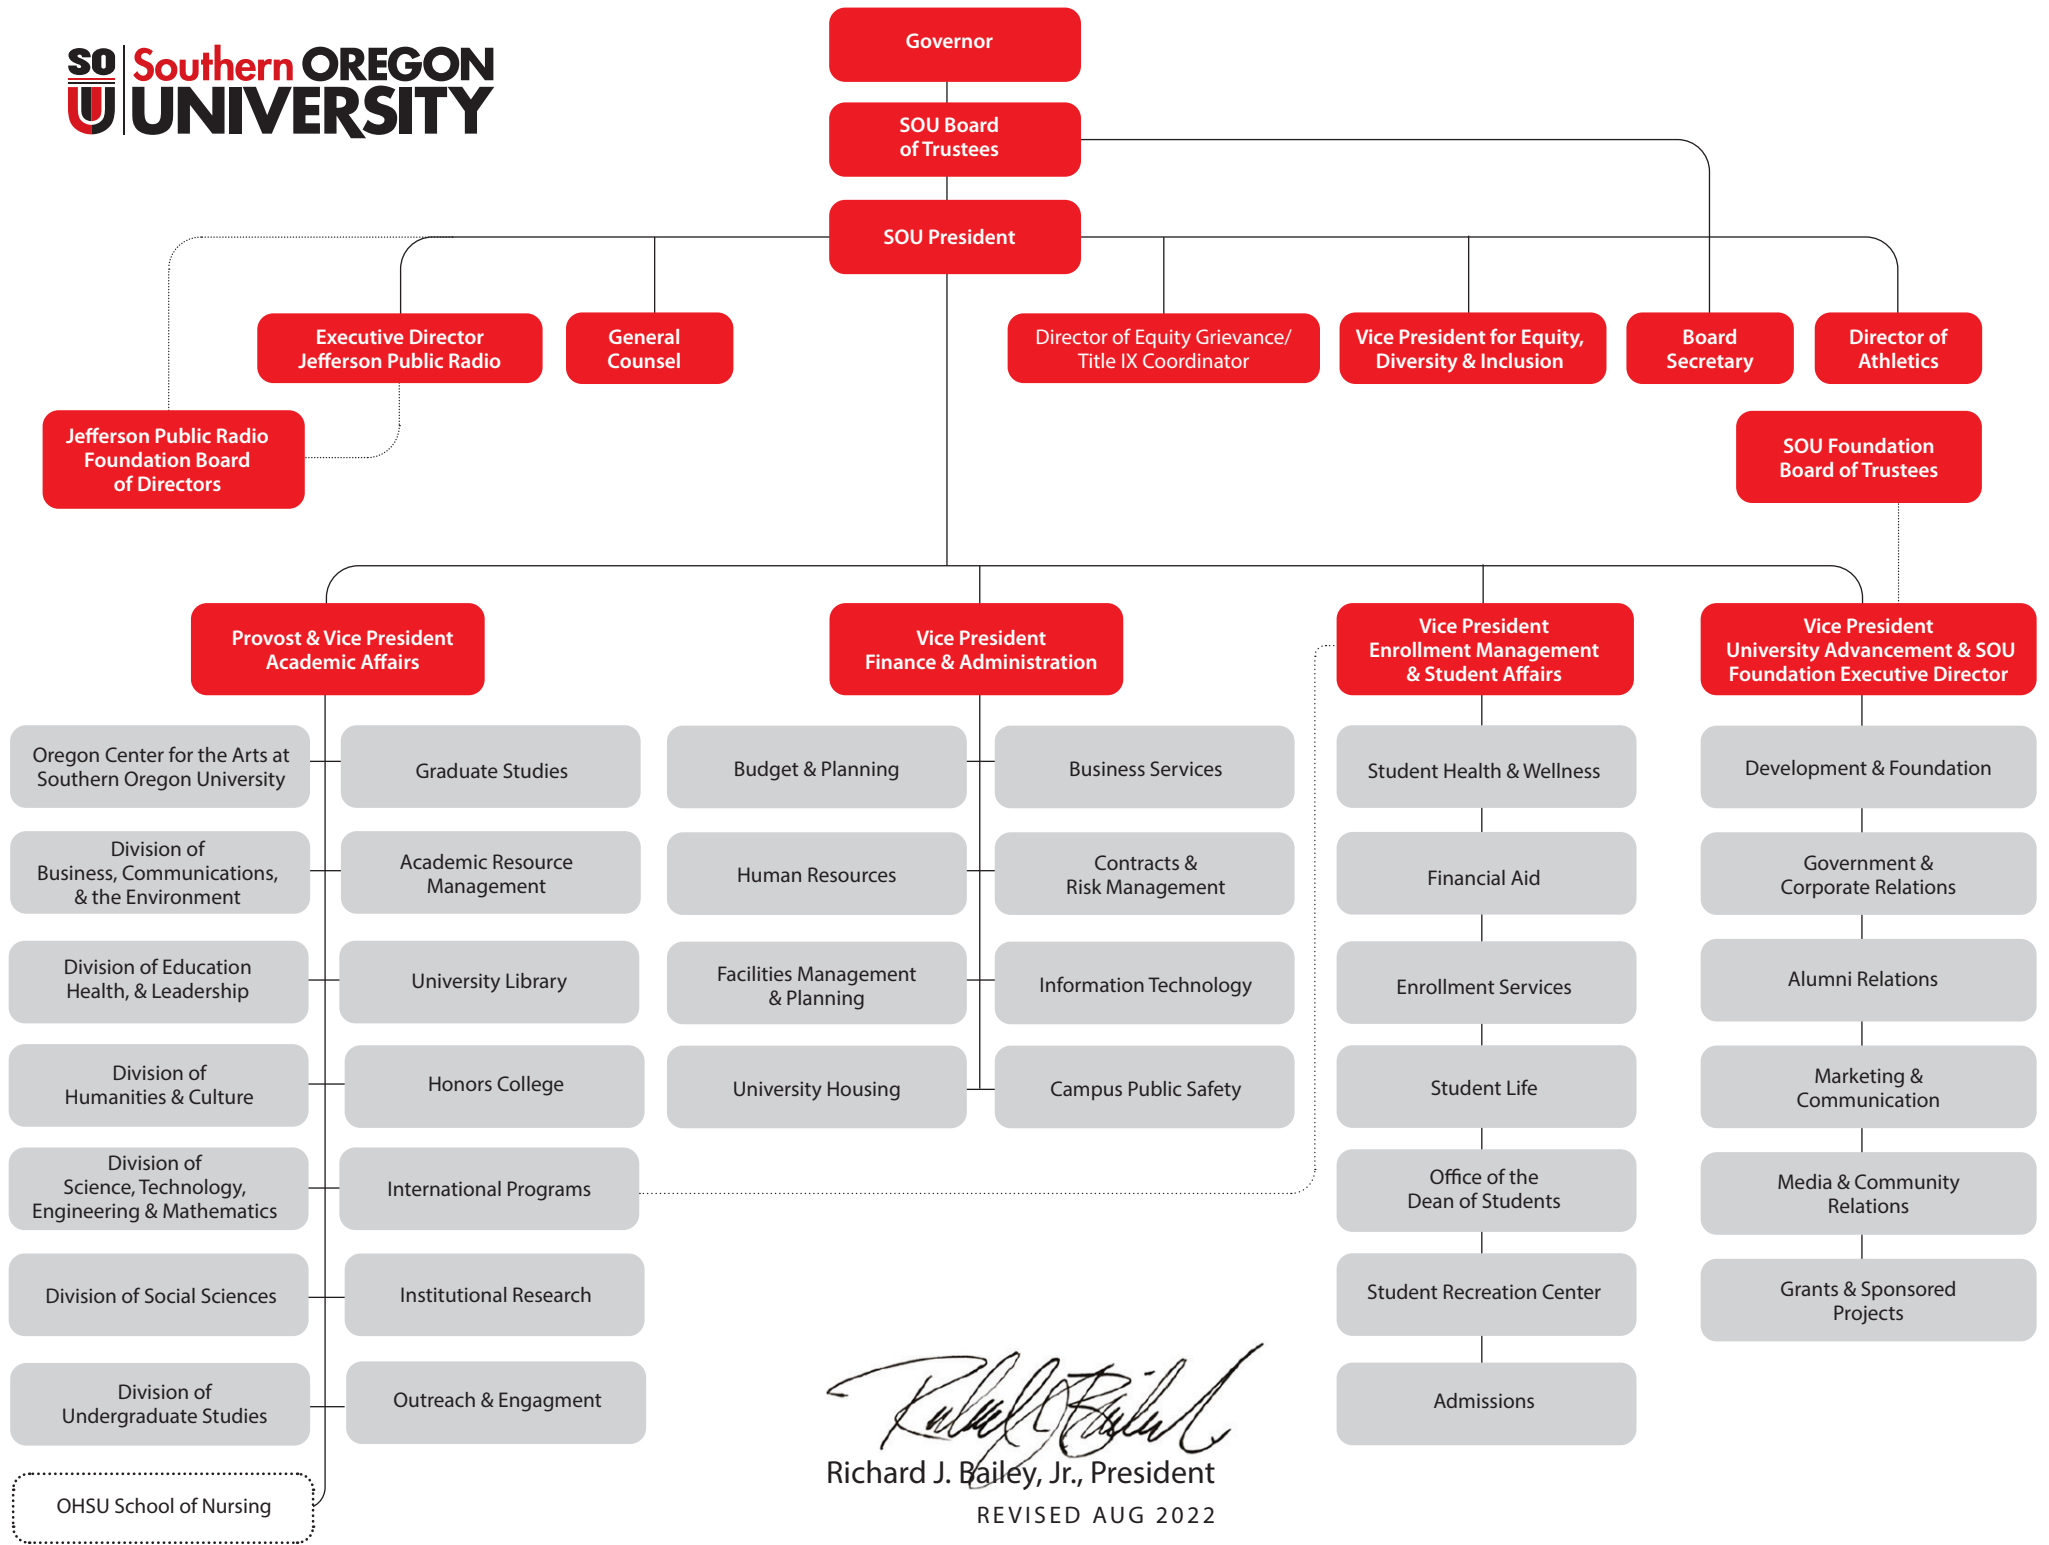 SO
U
Southern OREGON
UNIVERSITY
Governor
SOU Board
of Trustees
SOU President
Executive Director
Jefferson Public Radio
General
Counsel
Director of Equity Grievance/
Title IX Coordinator
Vice President for Equity,
Diversity & Inclusion
Board
Secretary
Director of
Athletics
Jefferson Public Radio
Foundation Board
of Directors
SOU Foundation
Board of Trustees
Provost & Vice President
Academic Affairs
Vice President
Finance & Administration
Vice President
Enrollment Management
& Student Affairs
Vice President
University Advancement & SOU
Foundation Executive Director
Oregon Center for the Arts at
Southern Oregon University
Graduate Studies
Division of
Business, Communications,
& the Environment
Academic Resource
Management
Division of Education
Health, & Leadership
University Library
Division of
Humanities & Culture
Honors College
Division of
Science, Technology,
Engineering & Mathematics
International Programs
Division of Social Sciences
Institutional Research
Division of
Undergraduate Studies
Outreach & Engagment
OHSU School of Nursing
Budget & Planning
Business Services
Human Resources
Contracts &
Risk Management
Facilities Management
& Planning
Information Technology
University Housing
Campus Public Safety
Student Health & Wellness
Financial Aid
Enrollment Services
Student Life
Office of the
Dean of Students
Student Recreation Center
Admissions
Development & Foundation
Government &
Corporate Relations
Alumni Relations
Marketing &
Communication
Media & Community
Relations
Grants & Sponsored
Projects
Richard J. Bailey, Jr., President
REVISED AUG 2022